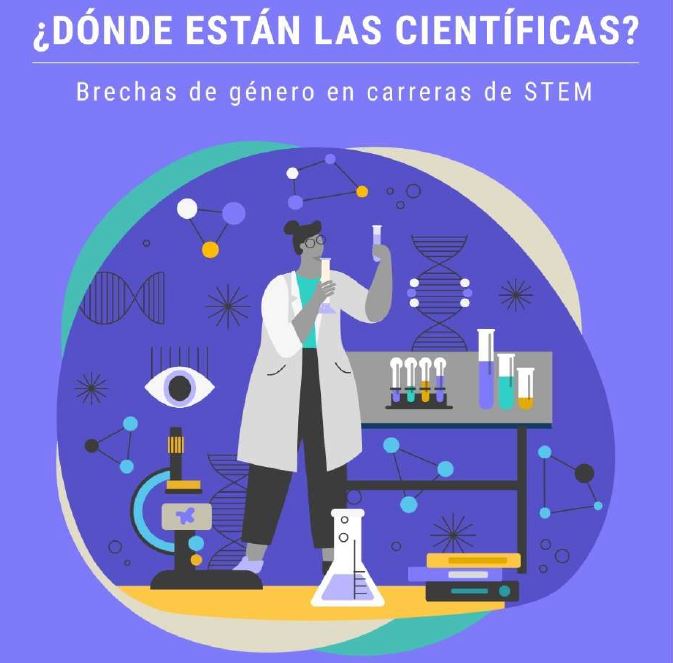 ¿DÓNDE ESTÁN LAS CIENTÍFICAS?
Brechas de género en carreras de STEM